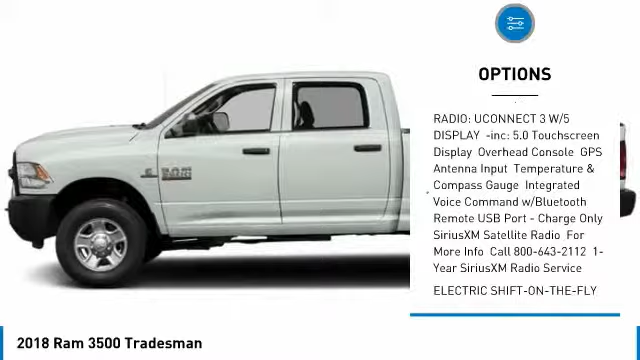 OPTIONS
RADIO: UCONNECT 3 W/5
DISPLAY -inc: 5.0 Touchscreen
Display Overhead Console GPS
Antenna Input Temperature &
Compass Gauge Integrated
Voice Command w/Bluetooth
Remote USB Port - Charge Only
SiriusXM Satellite Radio For
More Info Call 800-643-2112 1-
Year SiriusXM Radio Service
ELECTRIC SHIFT-ON-THE-FLY
2018 Ram 3500 Tradesman